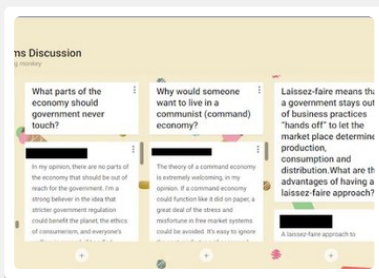 ms Discussion
g monkey
What parts of the
economy should
government never
touch?
In my opinion, there are no parts of
the economy that should be out of
reach for the government. I'm a
strong believer in the idea that
stricter government regulation
could benefit the planet, the ethics
of consumerism, and everyone's
Why would someone
want to live in a
communist (command)
economy?
The theory of a command economy
is extremely welcoming, in my
opinion. If a command economy
could function like it did on paper, a
great deal of the stress and
misfortune in free market systems
could be avoided. It's easy to ignore
Laissez-faire means tha
a government stays out
of business practices
"hands off" to let the
market place determine
production,
consumption and
distribution.What are th
advantages of having a
laissez-faire approach?
A laissez-faire approach to